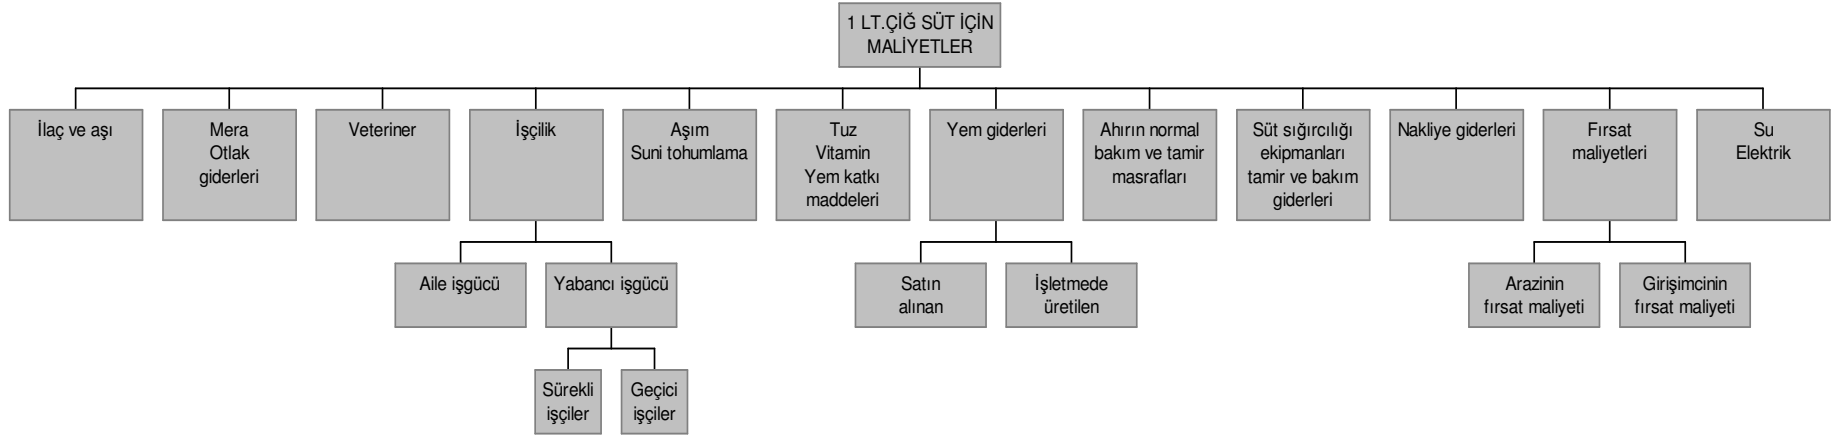 1 LT.ÇİĞ SÜT İÇİN
MALİYETLER
İlaç ve aşı
Mera
Otlak
giderleri
Veteriner
İşçilik
Aşım
Suni tohumlama
Tuz
Vitamin
Yem katkı
maddeleri
Yem giderleri
Ahırın normal
bakım ve tamir
masrafları
Süt sığırcılığı
ekipmanları
tamir ve bakım
giderleri
Nakliye giderleri
Fırsat
maliyetleri
Su
Elektrik
Aile işgücü
Yabancı işgücü
Satın
alınan
İşletmede
üretilen
Arazinin
fırsat maliyeti
Girişimcinin
fırsat maliyeti
Sürekli
işçiler
Geçici
işçiler